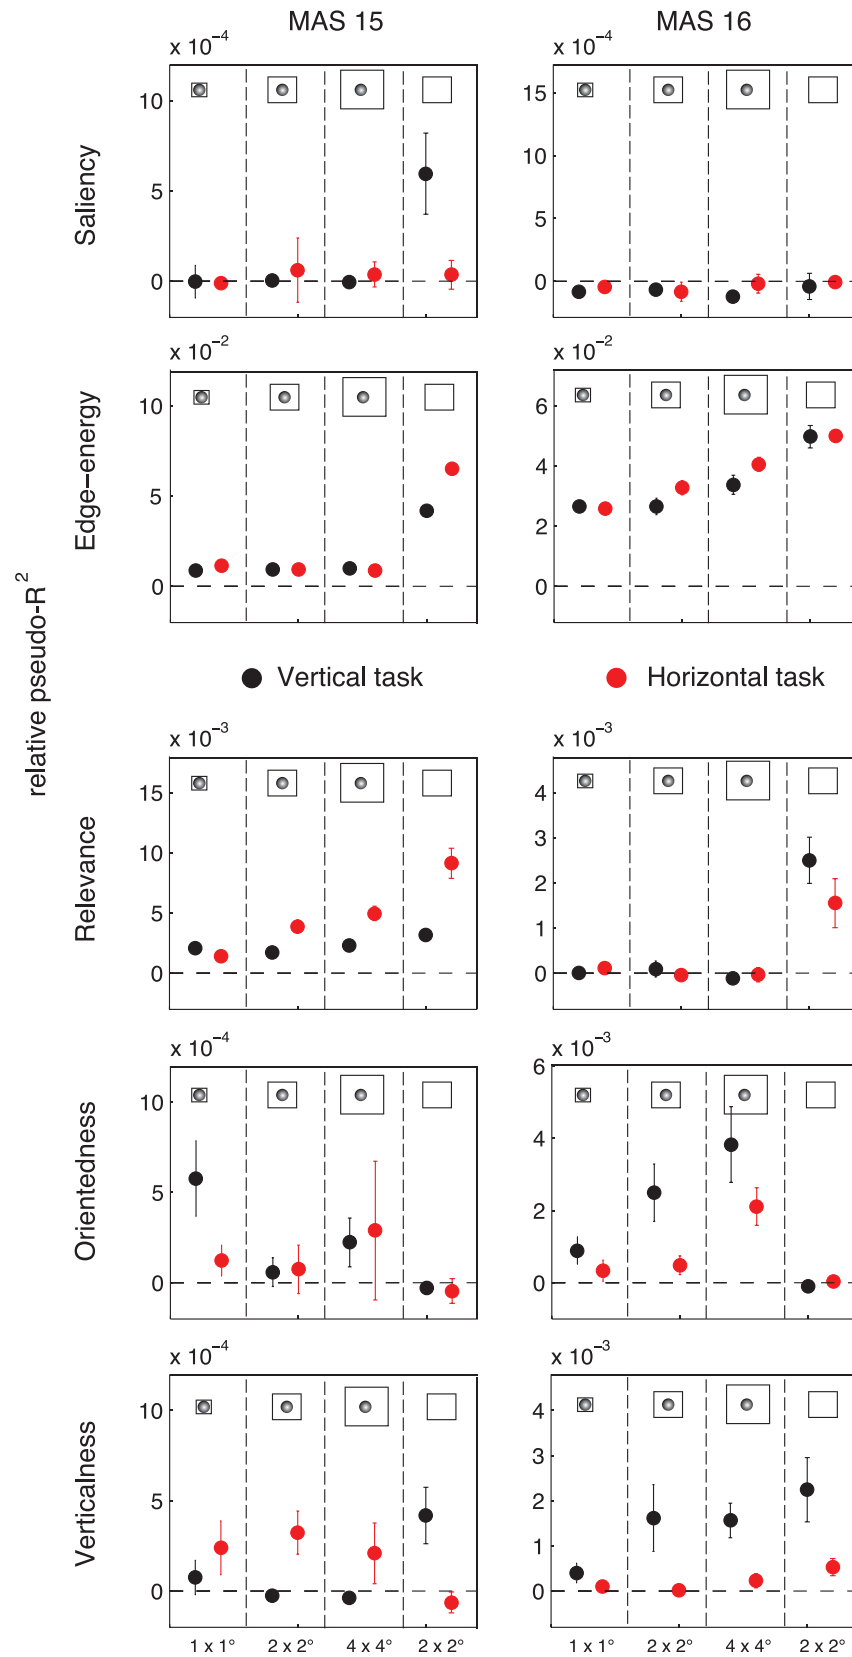 MAS 15 MAS 16
x 10⁻⁴ x 10⁻⁴
Saliency
10
5
0
15
10
5
0
x 10⁻² x 10⁻²
Edge–energy
10
5
0
6
4
2
0
relative pseudo-R²
Vertical task Horizontal task
x 10⁻³ x 10⁻³
Relevance
15
10
5
0
4
3
2
1
0
x 10⁻⁴ x 10⁻³
Orientedness
10
5
0
6
4
2
0
x 10⁻⁴ x 10⁻³
Verticalness
10
5
0
4
3
2
1
0
1 x 1° 2 x 2° 4 x 4° 2 x 2° 1 x 1° 2 x 2° 4 x 4° 2 x 2°